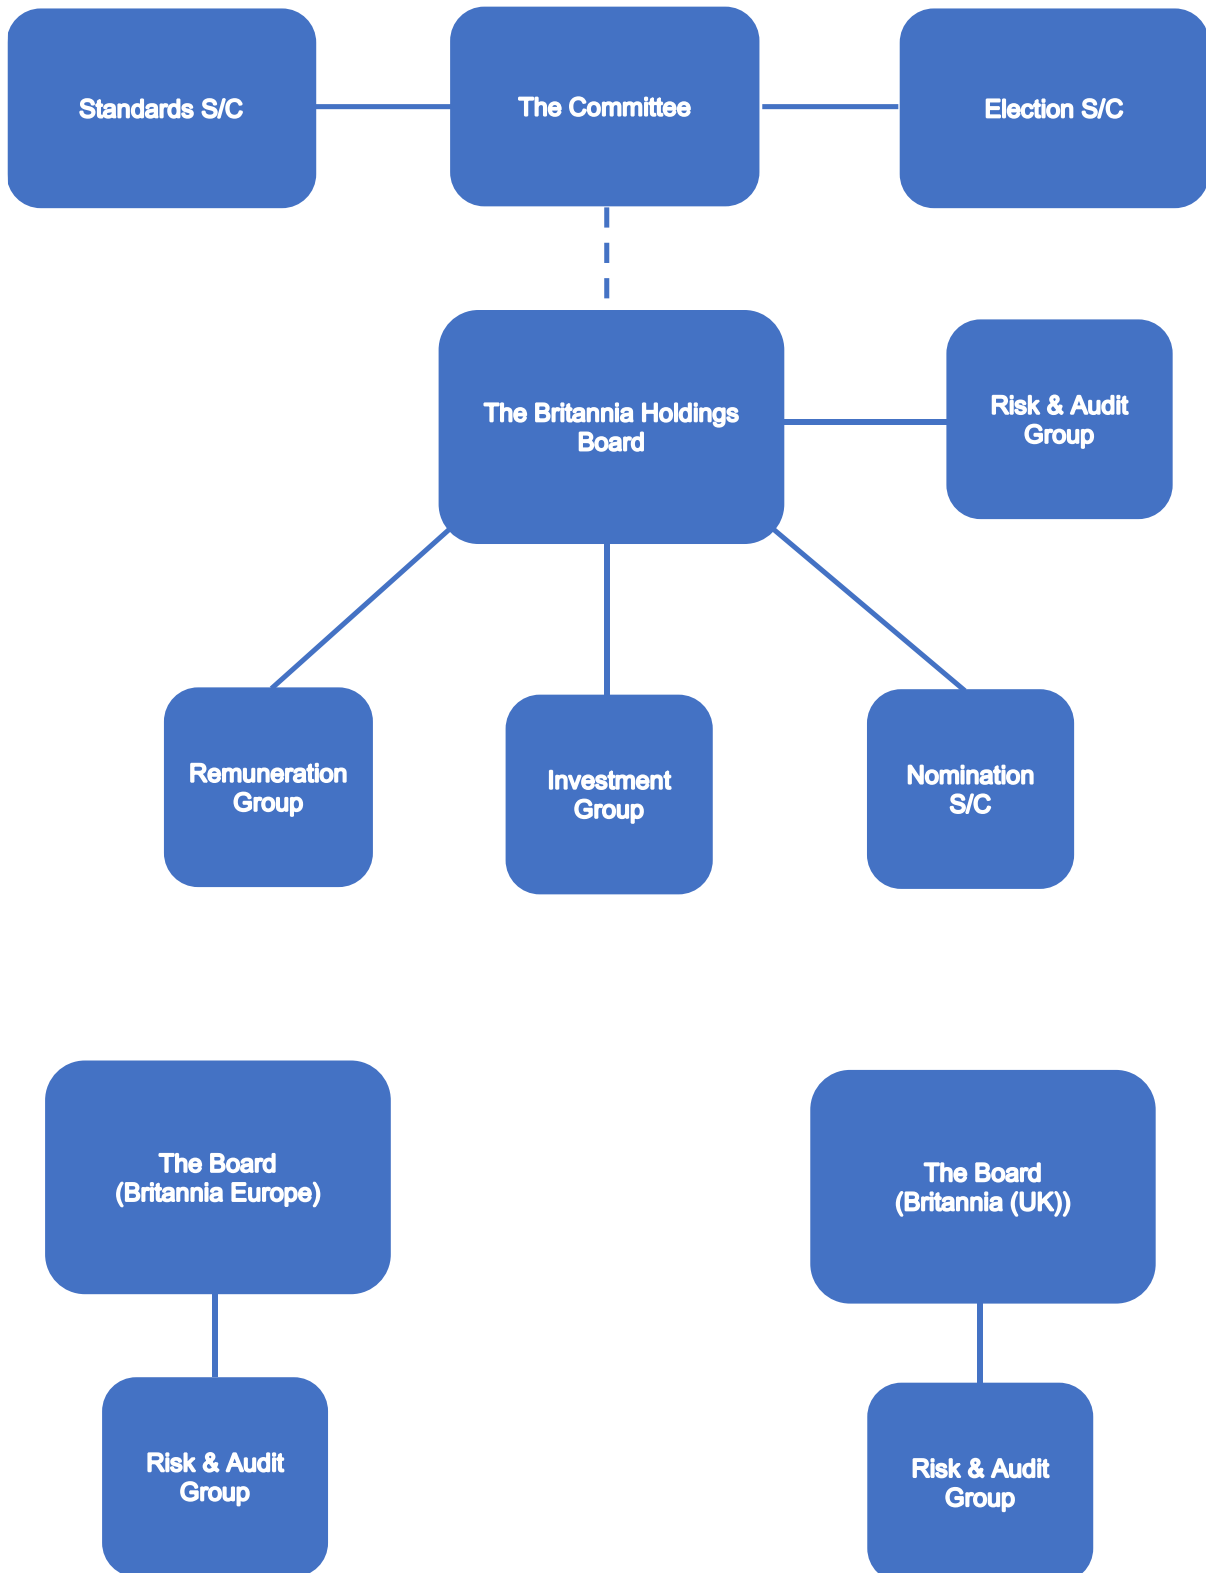 Standards S/C
The Committee
Election S/C
The Britannia Holdings
Board
Risk & Audit
Group
Remuneration
Group
Investment
Group
Nomination
S/C
The Board
(Britannia Europe)
The Board
(Britannia (UK))
Risk & Audit
Group
Risk & Audit
Group